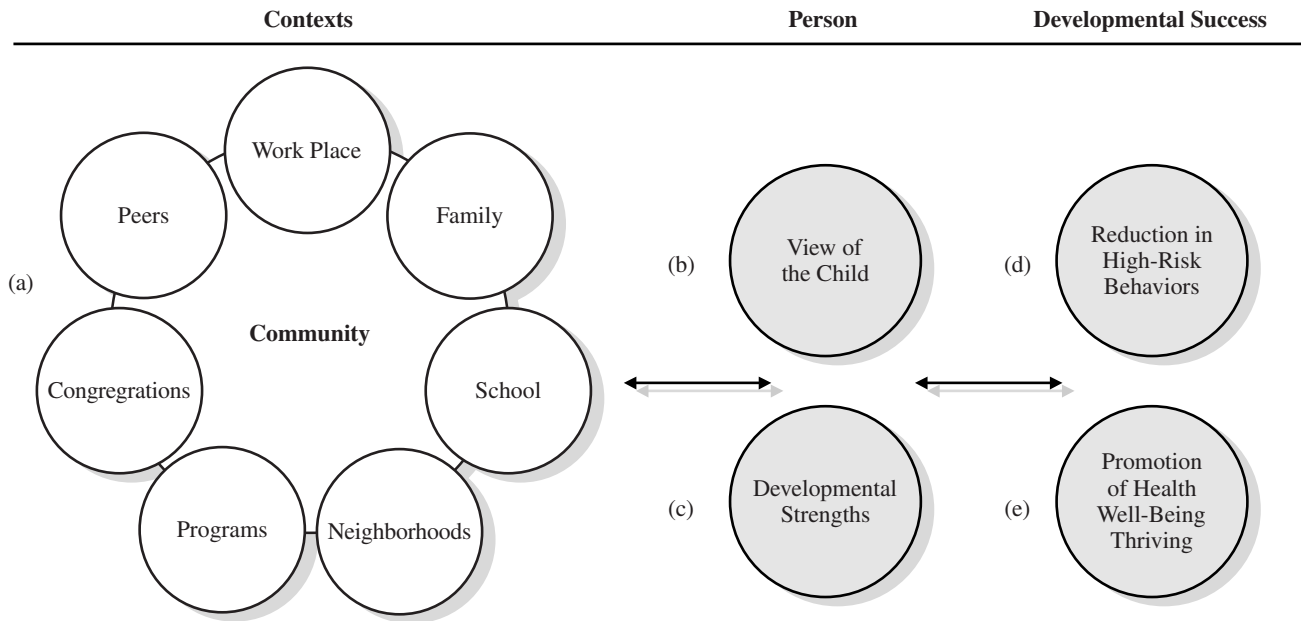 Contexts
Person
Developmental Success
Work Place
Peers
Family
(a)
Community
Congregrations
School
Programs
Neighborhoods
(b)
View of
the Child
(c)
Developmental
Strengths
(d)
Reduction in
High-Risk
Behaviors
(e)
Promotion
of Health
Well-Being
Thriving